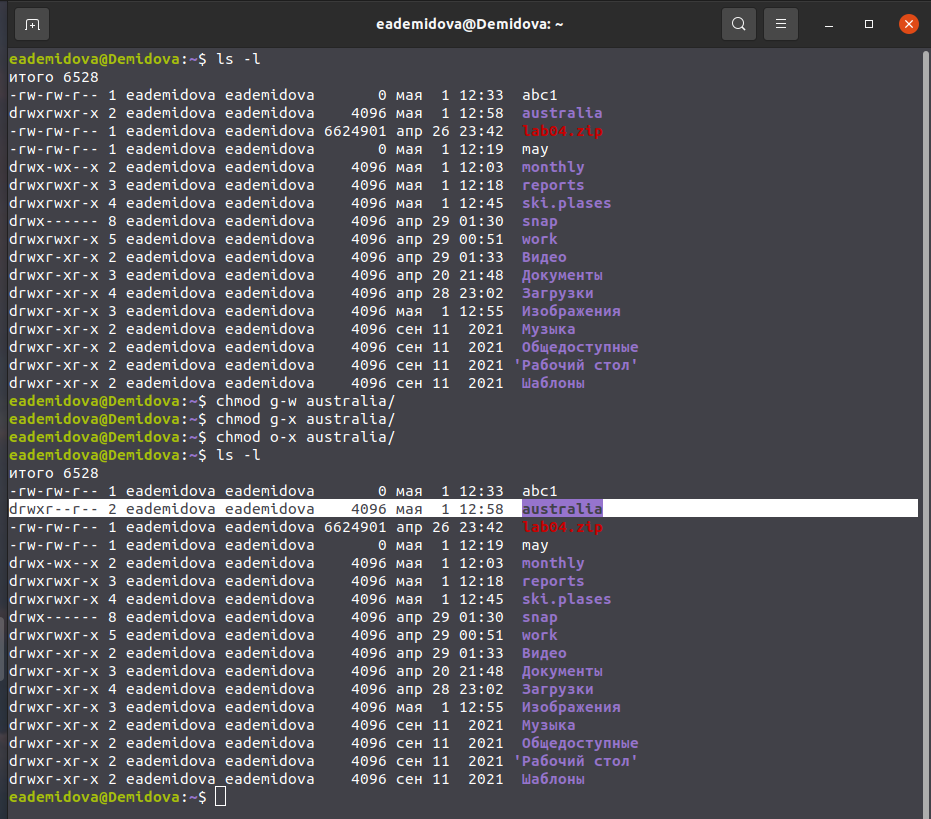 eademidova@Demidova: ~
eademidova@Demidova:~$ ls -l
итого 6528
-rw-rw-r-- 1 eademidova eademidova       0 мая  1 12:33  abc1
drwxrwxr-x 2 eademidova eademidova    4096 мая  1 12:58  australia
-rw-rw-r-- 1 eademidova eademidova 6624901 апр 26 23:42  lab04.zip
-rw-rw-r-- 1 eademidova eademidova       0 мая  1 12:19  may
drwx-wx--x 2 eademidova eademidova    4096 мая  1 12:03  monthly
drwxrwxr-x 3 eademidova eademidova    4096 мая  1 12:18  reports
drwxrwxr-x 4 eademidova eademidova    4096 мая  1 12:45  ski.plases
drwx------ 8 eademidova eademidova    4096 апр 29 01:30  snap
drwxrwxr-x 5 eademidova eademidova    4096 апр 29 00:51  work
drwxr-xr-x 2 eademidova eademidova    4096 апр 29 01:33  Видео
drwxr-xr-x 3 eademidova eademidova    4096 апр 20 21:48  Документы
drwxr-xr-x 4 eademidova eademidova    4096 апр 28 23:02  Загрузки
drwxr-xr-x 3 eademidova eademidova    4096 мая  1 12:55  Изображения
drwxr-xr-x 2 eademidova eademidova    4096 сен 11  2021  Музыка
drwxr-xr-x 2 eademidova eademidova    4096 сен 11  2021  Общедоступные
drwxr-xr-x 2 eademidova eademidova    4096 сен 11  2021 'Рабочий стол'
drwxr-xr-x 2 eademidova eademidova    4096 сен 11  2021  Шаблоны
eademidova@Demidova:~$ chmod g-w australia/
eademidova@Demidova:~$ chmod g-x australia/
eademidova@Demidova:~$ chmod o-x australia/
eademidova@Demidova:~$ ls -l
итого 6528
-rw-rw-r-- 1 eademidova eademidova       0 мая  1 12:33  abc1
drwxr--r-- 2 eademidova eademidova    4096 мая  1 12:58  australia
-rw-rw-r-- 1 eademidova eademidova 6624901 апр 26 23:42  lab04.zip
-rw-rw-r-- 1 eademidova eademidova       0 мая  1 12:19  may
drwx-wx--x 2 eademidova eademidova    4096 мая  1 12:03  monthly
drwxrwxr-x 3 eademidova eademidova    4096 мая  1 12:18  reports
drwxrwxr-x 4 eademidova eademidova    4096 мая  1 12:45  ski.plases
drwx------ 8 eademidova eademidova    4096 апр 29 01:30  snap
drwxrwxr-x 5 eademidova eademidova    4096 апр 29 00:51  work
drwxr-xr-x 2 eademidova eademidova    4096 апр 29 01:33  Видео
drwxr-xr-x 3 eademidova eademidova    4096 апр 20 21:48  Документы
drwxr-xr-x 4 eademidova eademidova    4096 апр 28 23:02  Загрузки
drwxr-xr-x 3 eademidova eademidova    4096 мая  1 12:55  Изображения
drwxr-xr-x 2 eademidova eademidova    4096 сен 11  2021  Музыка
drwxr-xr-x 2 eademidova eademidova    4096 сен 11  2021  Общедоступные
drwxr-xr-x 2 eademidova eademidova    4096 сен 11  2021 'Рабочий стол'
drwxr-xr-x 2 eademidova eademidova    4096 сен 11  2021  Шаблоны
eademidova@Demidova:~$